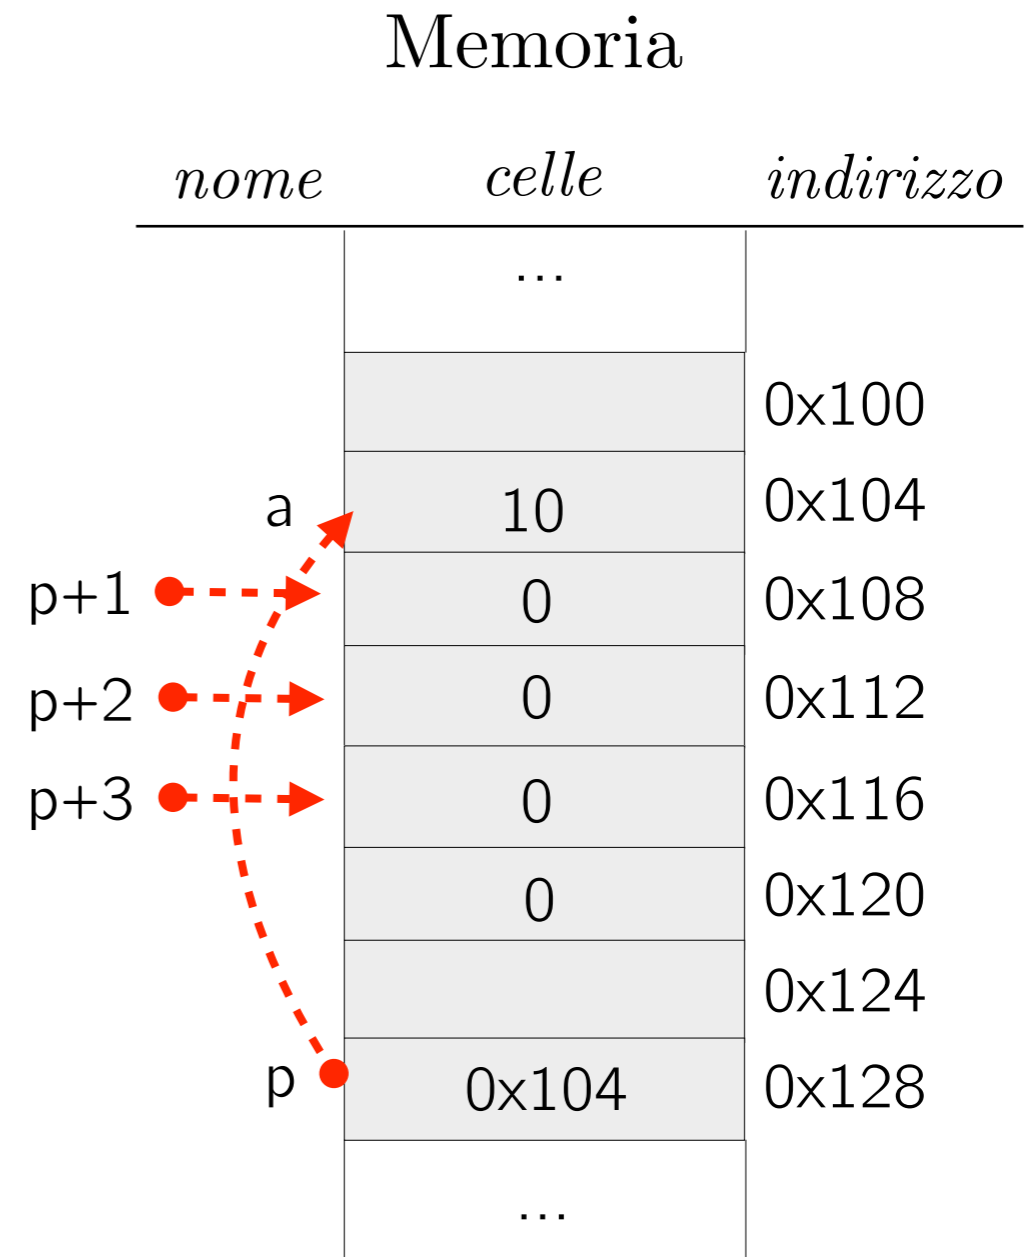 Memoria
nome celle indirizzo
...
0x100
a 10 0x104
p+1 0 0x108
p+2 0 0x112
p+3 0 0x116
0 0x120
0x124
p 0x104 0x128
...